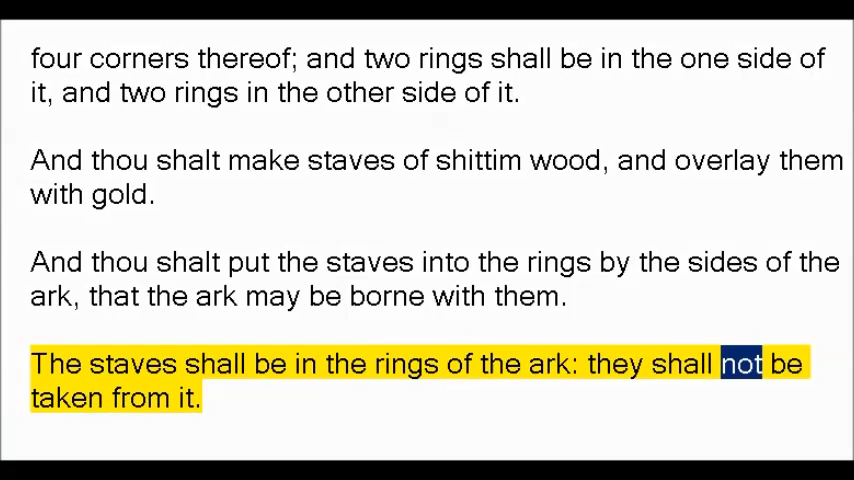 four corners thereof; and two rings shall be in the one side of
it, and two rings in the other side of it.
And thou shalt make staves of shittim wood, and overlay them
with gold.
And thou shalt put the staves into the rings by the sides of the
ark, that the ark may be borne with them.
The staves shall be in the rings of the ark: they shall not be
taken from it.